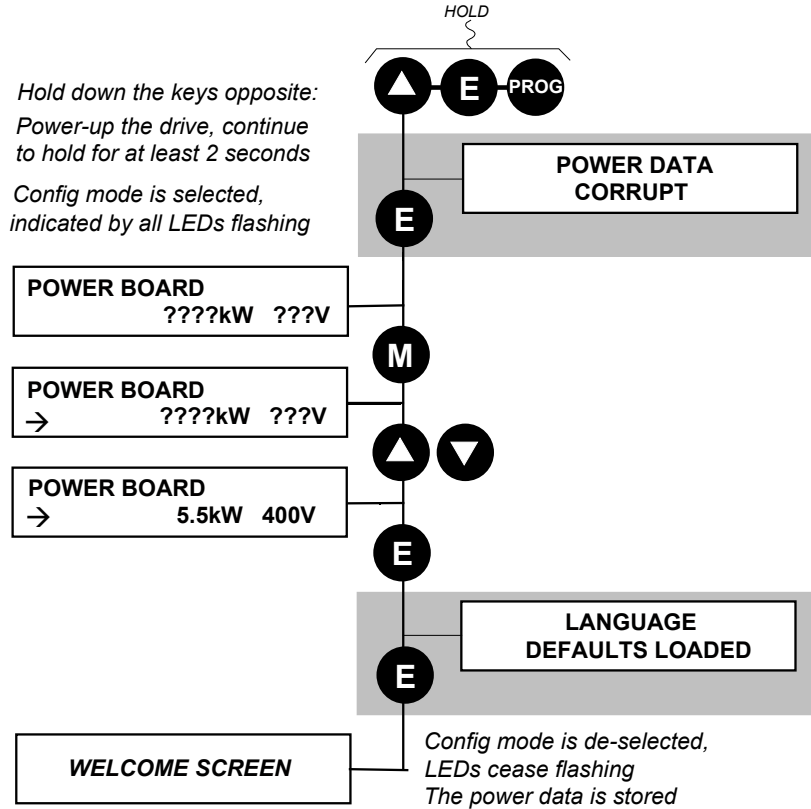 HOLD
E PROG
Hold down the keys opposite:
Power-up the drive, continue
to hold for at least 2 seconds
Config mode is selected,
indicated by all LEDs flashing
POWER DATA
CORRUPT
E
POWER BOARD
????kW ???V
M
POWER BOARD
→ ????kW ???V
POWER BOARD
→ 5.5kW 400V
E
LANGUAGE
DEFAULTS LOADED
E
WELCOME SCREEN
Config mode is de-selected,
LEDs cease flashing
The power data is stored